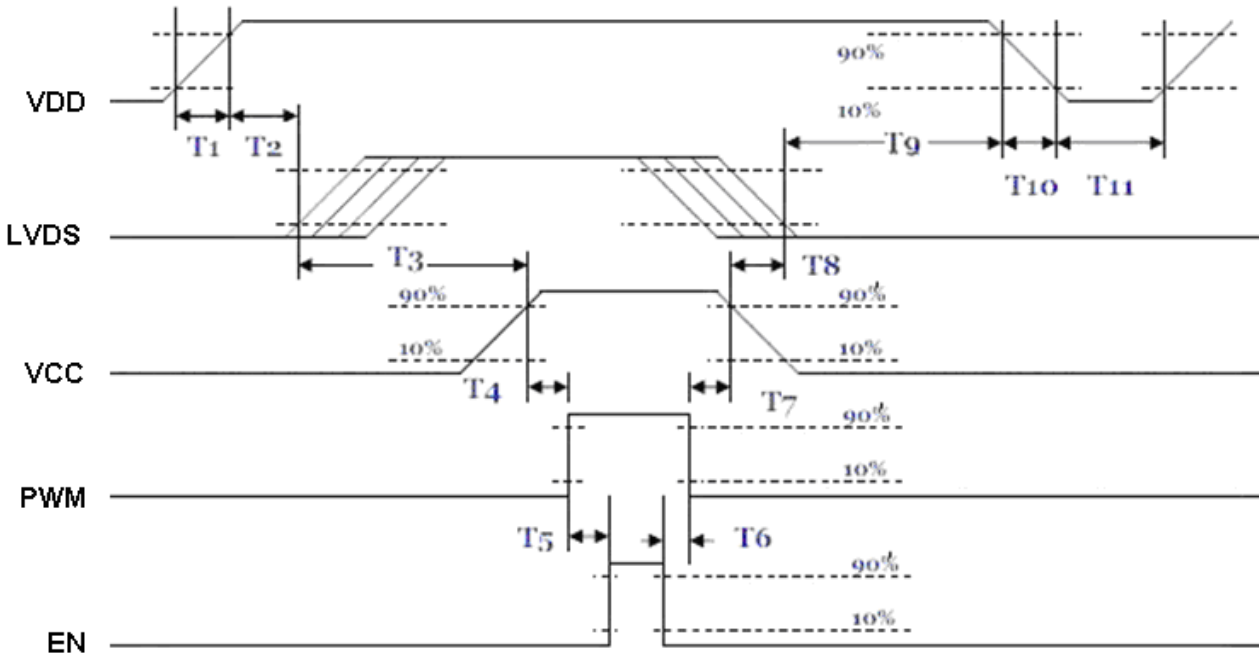 90%
VDD
10%
T1 T2 T9
T10 T11
LVDS
T3 T8
90% 90%
10% 10%
VCC
T4 T7
90%
10%
PWM
T5 T6
90%
10%
EN